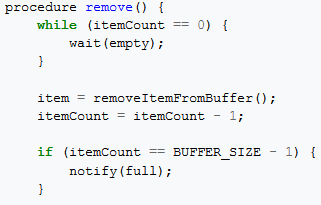 procedure remove() {
    while (itemCount == 0) {
        wait(empty);
    }

    item = removeItemFromBuffer();
    itemCount = itemCount - 1;

    if (itemCount == BUFFER_SIZE - 1) {
        notify(full);
    }